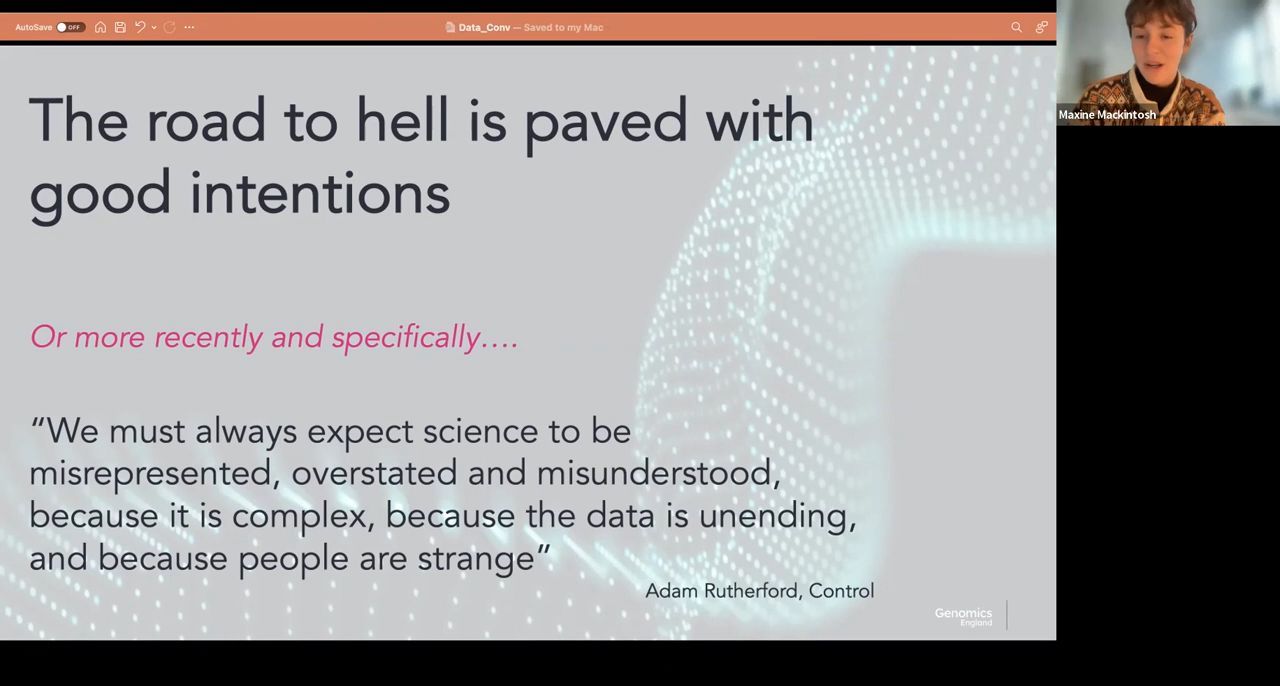 AutoSave OFF
Data_Conv — Saved to my Mac
Maxine Mackintosh
The road to hell is paved with
good intentions
Or more recently and specifically….
“We must always expect science to be
misrepresented, overstated and misunderstood,
because it is complex, because the data is unending,
and because people are strange“
Adam Rutherford, Control
Genomics
England